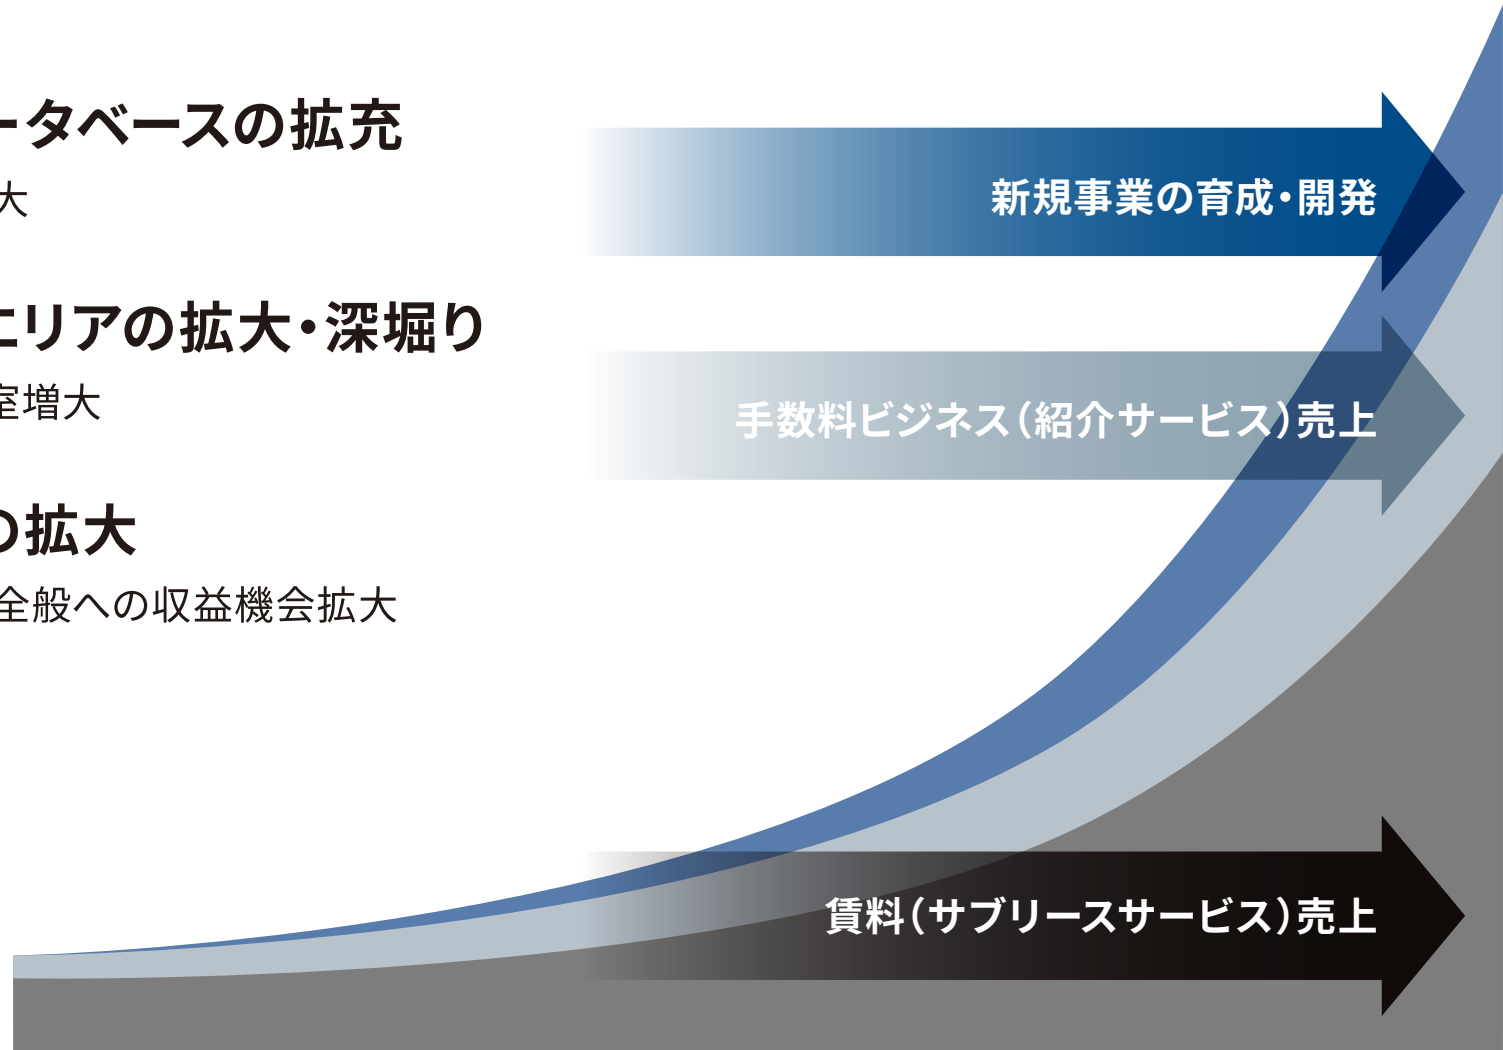 ータベースの拡充
大
エリアの拡大・深堀り
室増大
の拡大
全般への収益機会拡大
新規事業の育成・開発
手数料ビジネス（紹介サービス）売上
賃料（サブリースサービス）売上